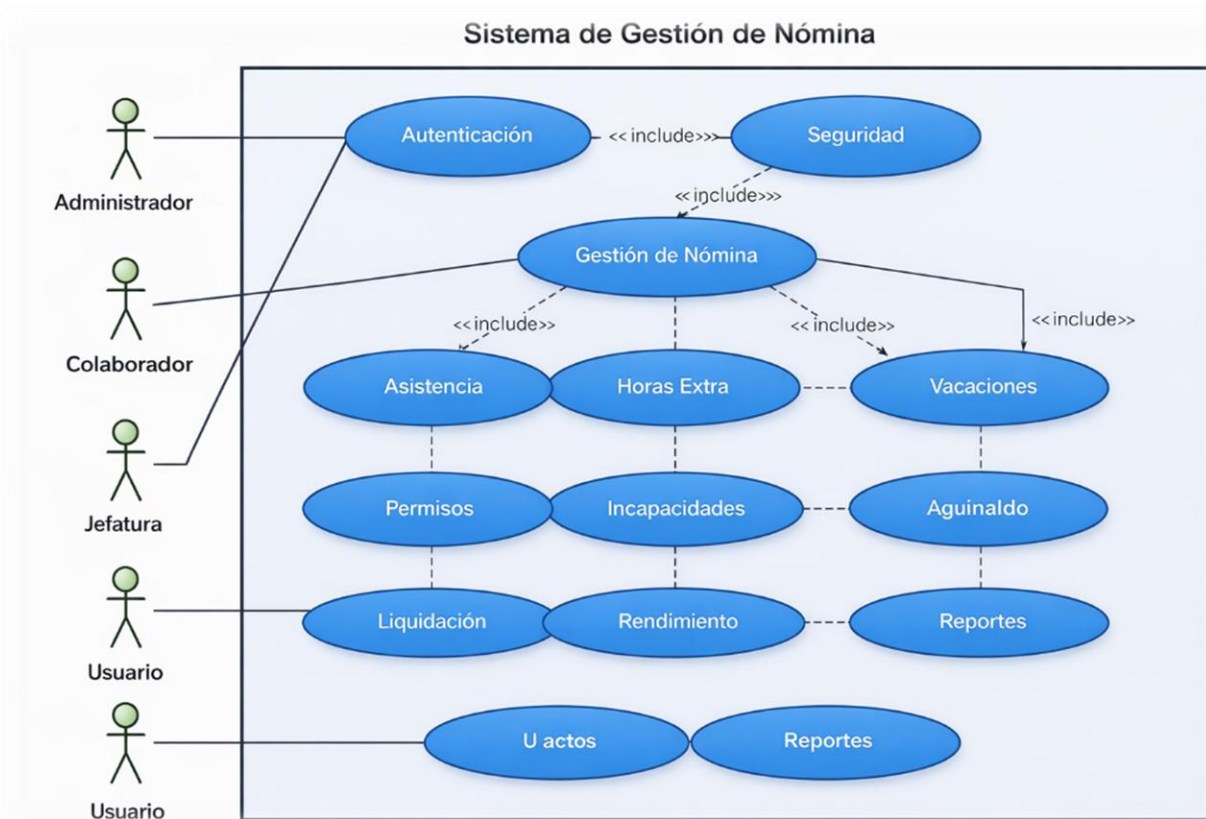 Sistema de Gestión de Nómina
Administrador
Autenticación
<<include>>>
Seguridad
<<include>>>
Colaborador
Gestión de Nómina
<<include>>
<<include>>
<<include>>
Asistencia
Horas Extra
Vacaciones
Jefatura
Permisos
Incapacidades
Aguinaldo
Usuario
Liquidación
Rendimiento
Reportes
Usuario
U actos
Reportes